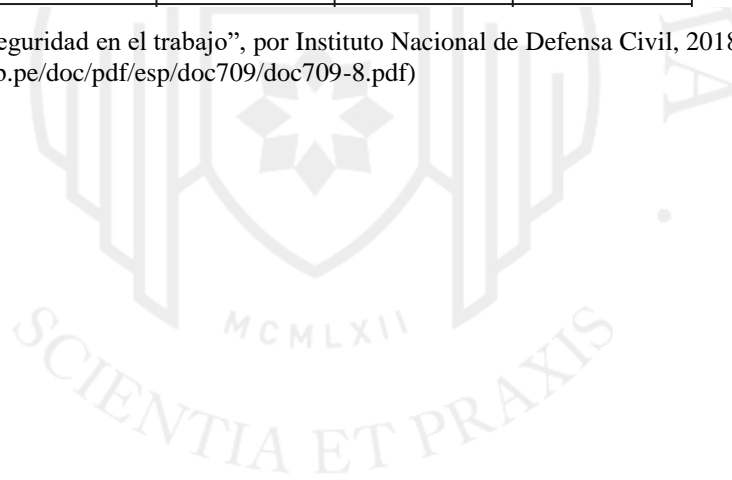 eguridad en el trabajo”, por Instituto Nacional de Defensa Civil, 2018
p.pe/doc/pdf/esp/doc709/doc709-8.pdf)
MCMLXII
SCIENTIA ET PRAXIS